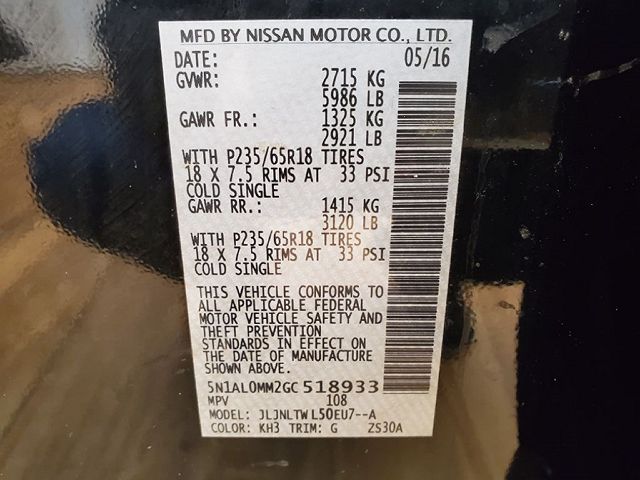 MFD BY NISSAN MOTOR CO., LTD.
DATE: 05/16
GVWR: 2715 KG
5986 LB
GAWR FR.: 1325 KG
2921 LB
WITH P235/65R18 TIRES
18 X 7.5 RIMS AT 33 PSI
COLD SINGLE
GAWR RR.: 1415 KG
3120 LB
WITH P235/65R18 TIRES
18 X 7.5 RIMS AT 33 PSI
COLD SINGLE
THIS VEHICLE CONFORMS TO
ALL APPLICABLE FEDERAL
MOTOR VEHICLE SAFETY AND
THEFT PREVENTION
STANDARDS IN EFFECT ON
THE DATE OF MANUFACTURE
SHOWN ABOVE.
5N1AL0MM2GC518933
MPV 108
MODEL: JLJNLTWL50EU7--A
COLOR: KH3 TRIM: G ZS30A